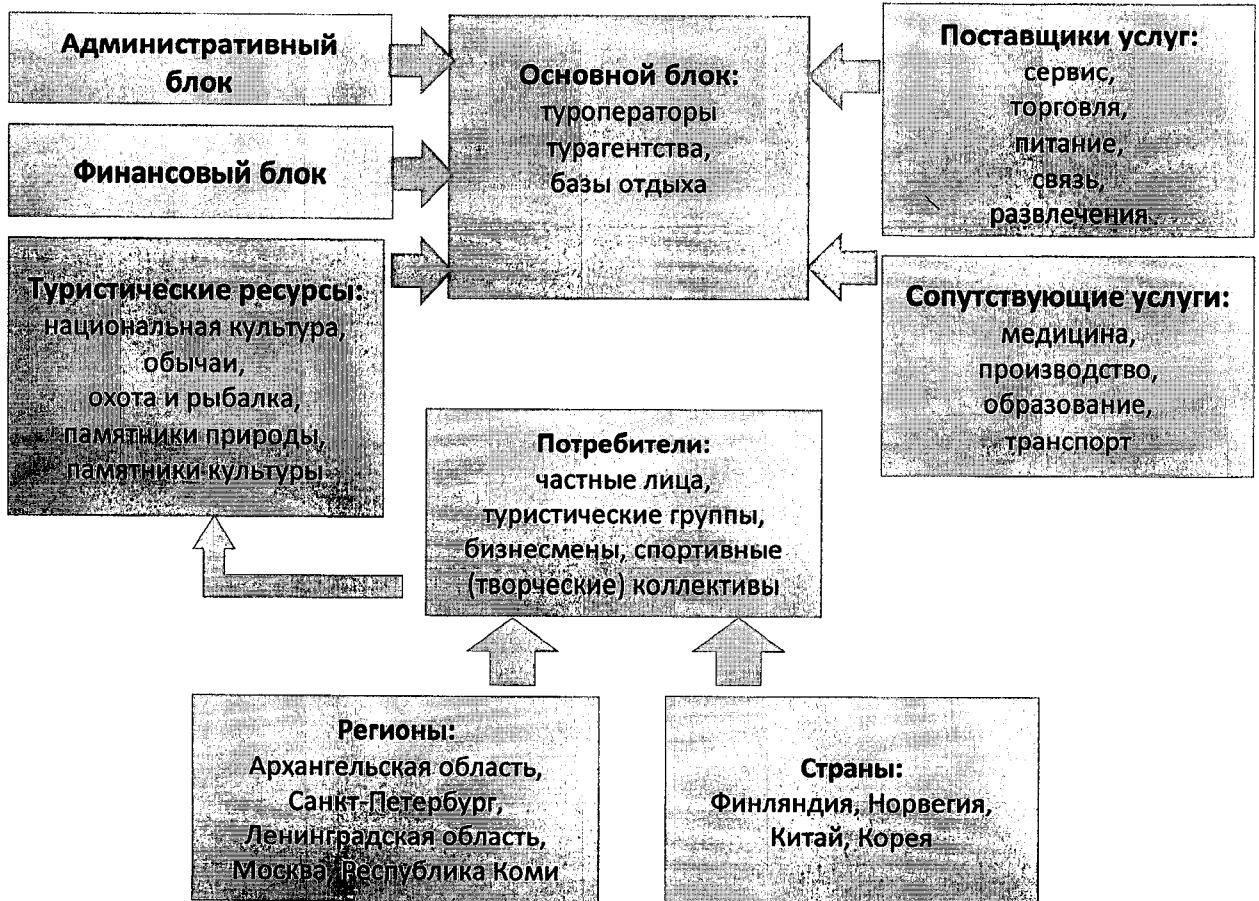 Административный
блок
Финансовый блок
Туристические ресурсы:
национальная культура,
обычаи,
охота и рыбалка,
памятники природы,
памятники культуры
Основной блок:
туроператоры
турагентства,
базы отдыха
Поставщики услуг:
сервис,
торговля,
питание,
связь,
развлечения
Сопутствующие услуги:
медицина,
производство,
образование,
транспорт
Потребители:
частные лица,
туристические группы,
бизнесмены, спортивные
(творческие) коллективы
Регионы:
Архангельская область,
Санкт-Петербург,
Ленинградская область,
Москва, Республика Коми
Страны:
Финляндия, Норвегия,
Китай, Корея